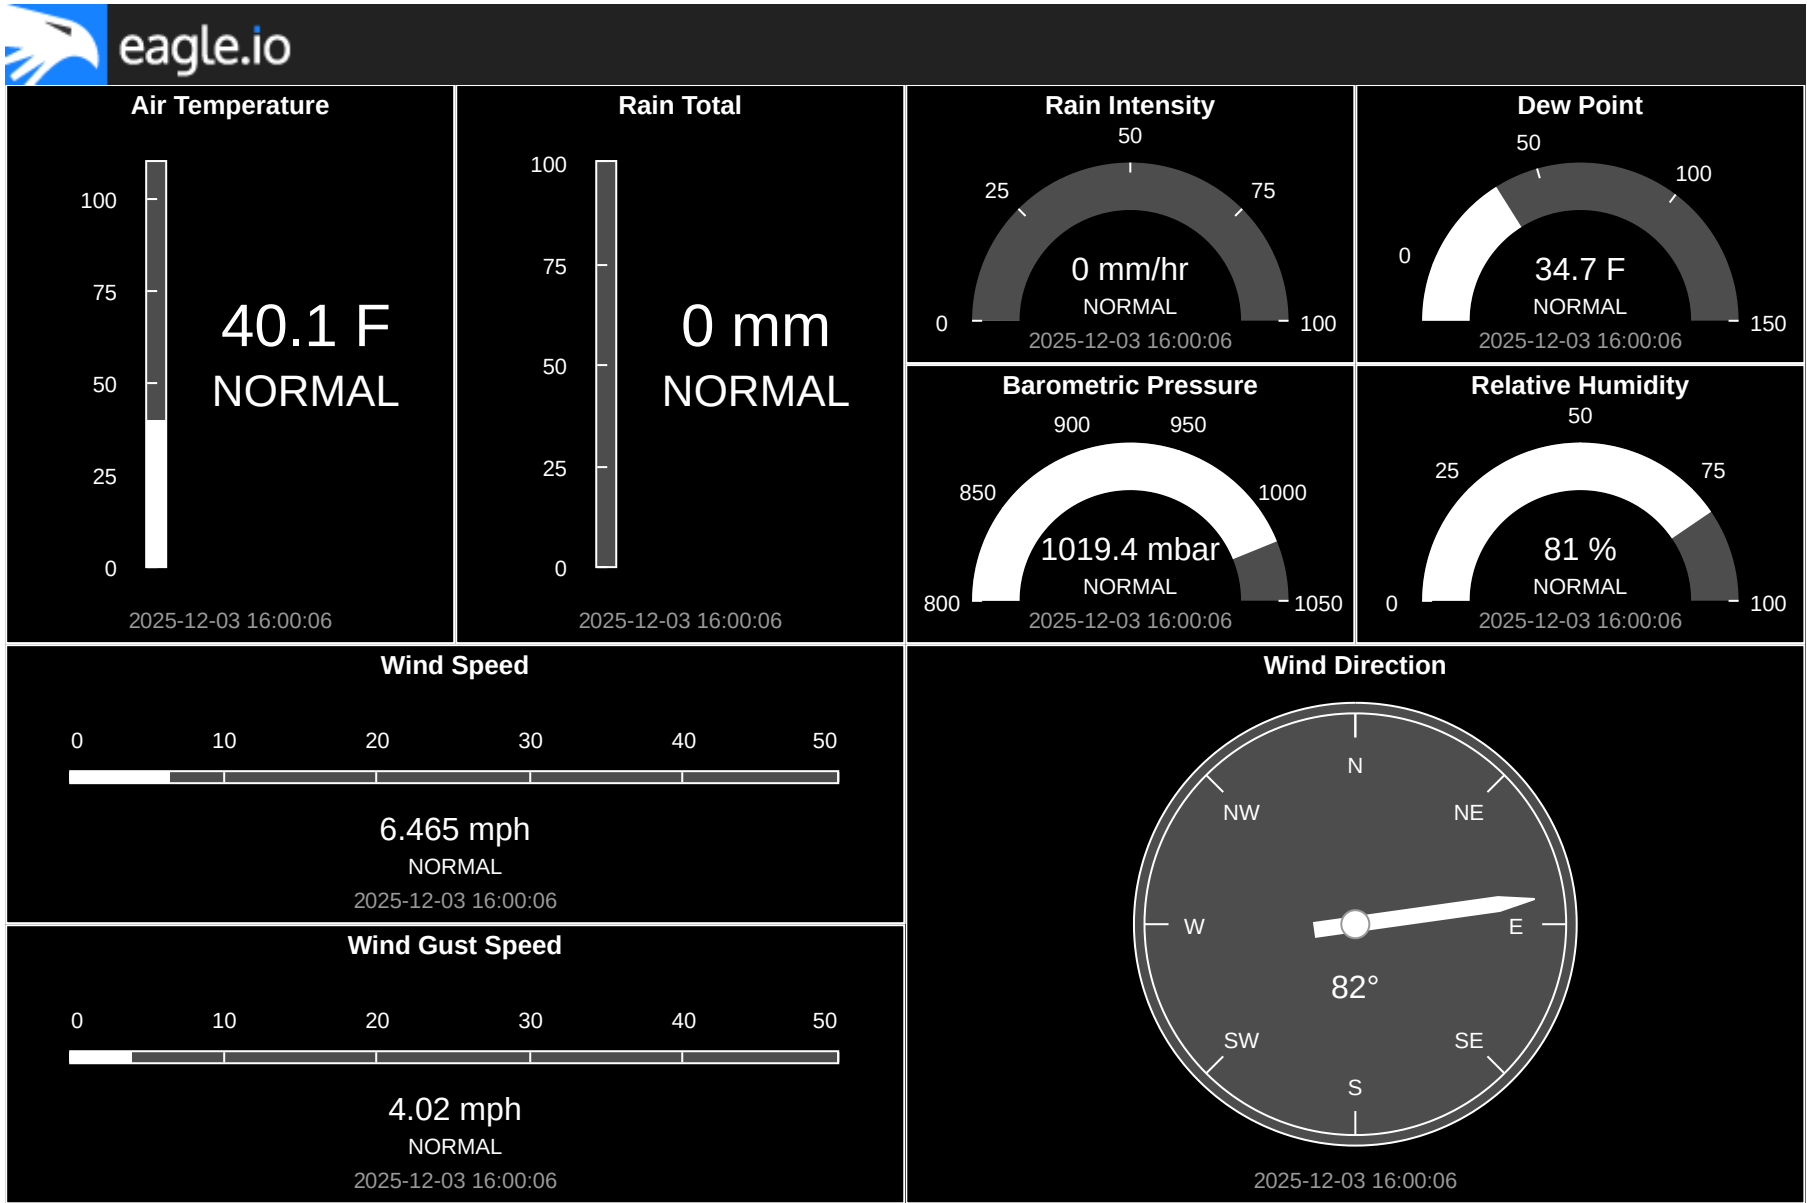 eagle.io
Air Temperature
100
75
50
25
0
40.1 F
NORMAL
2025-12-03 16:00:06
Rain Total
100
75
50
25
0
0 mm
NORMAL
2025-12-03 16:00:06
Rain Intensity
50
25
75
0
100
0 mm/hr
NORMAL
2025-12-03 16:00:06
Dew Point
50
100
0
150
34.7 F
NORMAL
2025-12-03 16:00:06
Barometric Pressure
900
950
850
1000
800
1050
1019.4 mbar
NORMAL
2025-12-03 16:00:06
Relative Humidity
50
25
75
0
100
81 %
NORMAL
2025-12-03 16:00:06
Wind Speed
0 10 20 30 40 50
6.465 mph
NORMAL
2025-12-03 16:00:06
Wind Gust Speed
0 10 20 30 40 50
4.02 mph
NORMAL
2025-12-03 16:00:06
Wind Direction
N
NW NE
W E
82°
SW SE
S
2025-12-03 16:00:06